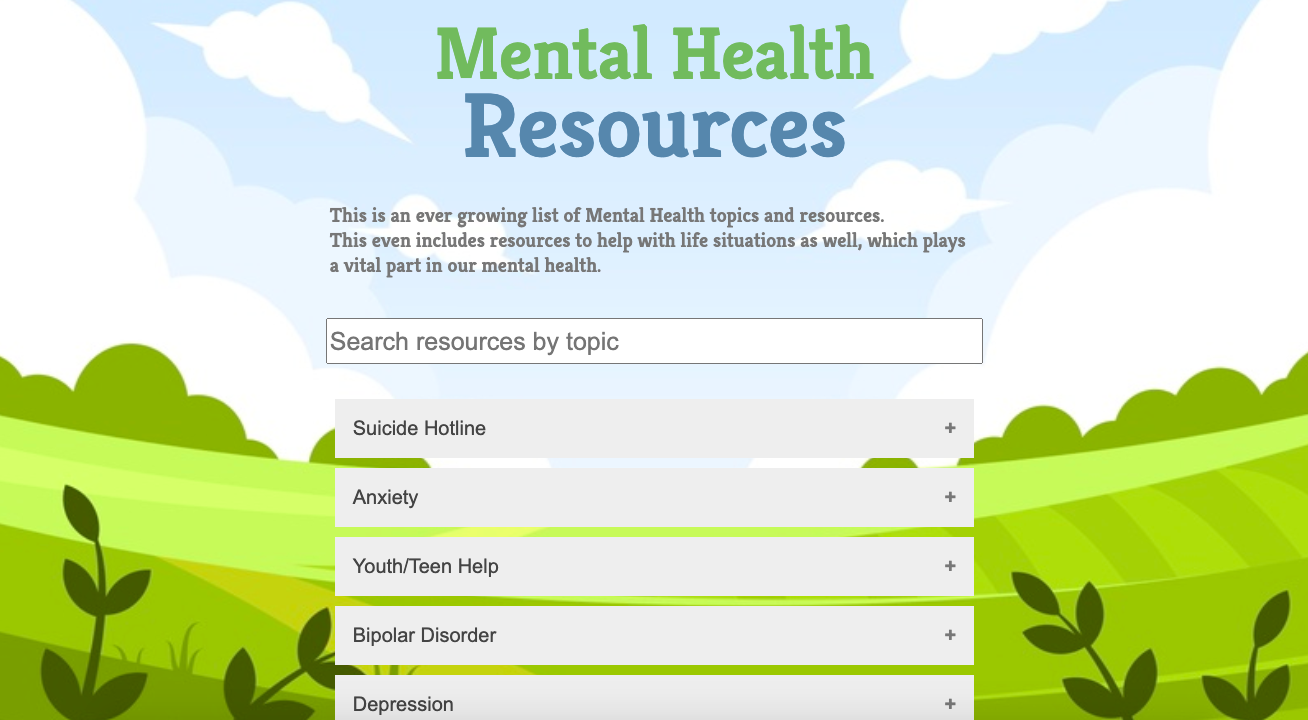 Mental Health
Resources
This is an ever growing list of Mental Health topics and resources.
This even includes resources to help with life situations as well, which plays
a vital part in our mental health.
Search resources by topic
Suicide Hotline +
Anxiety +
Youth/Teen Help +
Bipolar Disorder +
Depression +